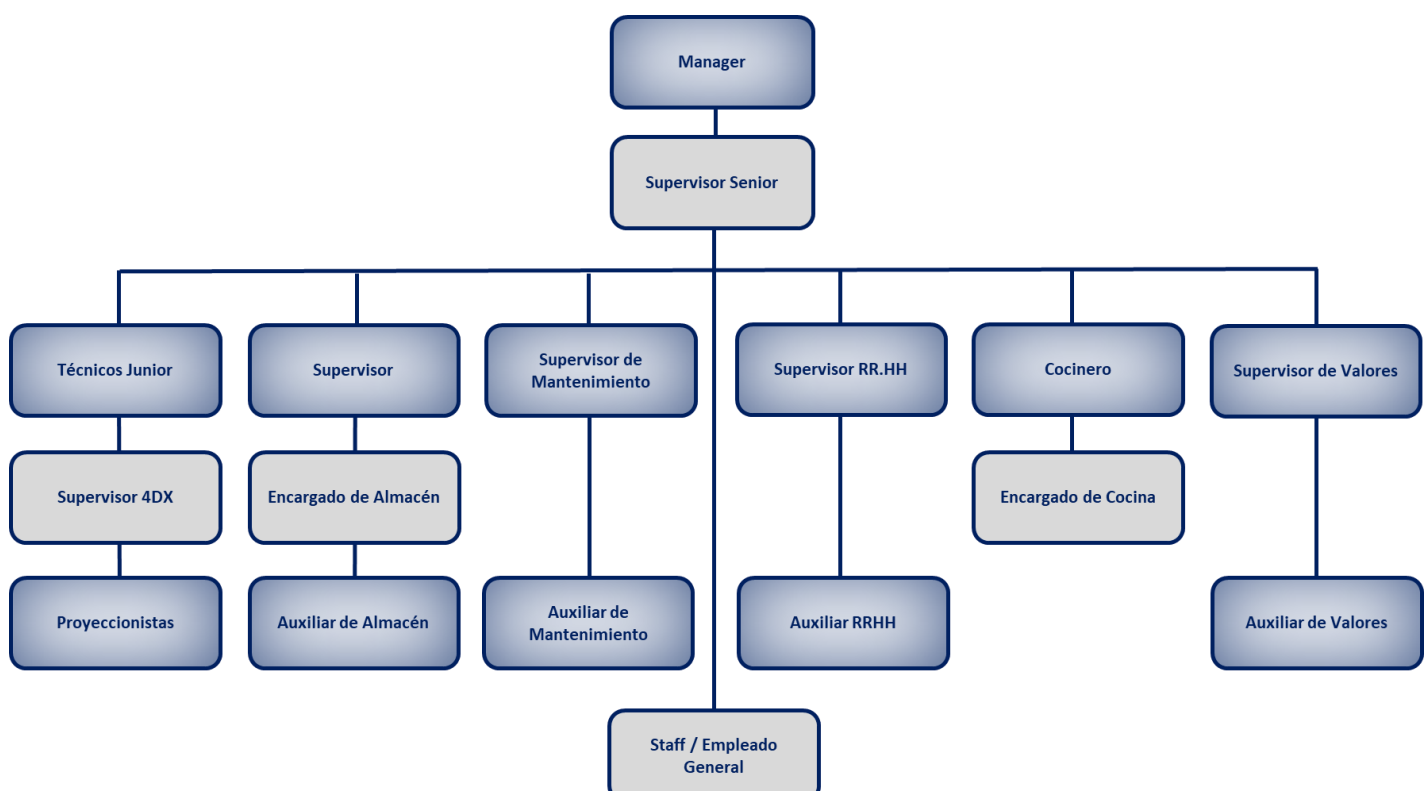 Manager
Supervisor Senior
Técnicos Junior
Supervisor
Supervisor de
Mantenimiento
Supervisor RR.HH
Cocinero
Supervisor de Valores
Supervisor 4DX
Encargado de Almacén
Encargado de Cocina
Proyeccionistas
Auxiliar de Almacén
Auxiliar de
Mantenimiento
Auxiliar RRHH
Auxiliar de Valores
Staff / Empleado
General